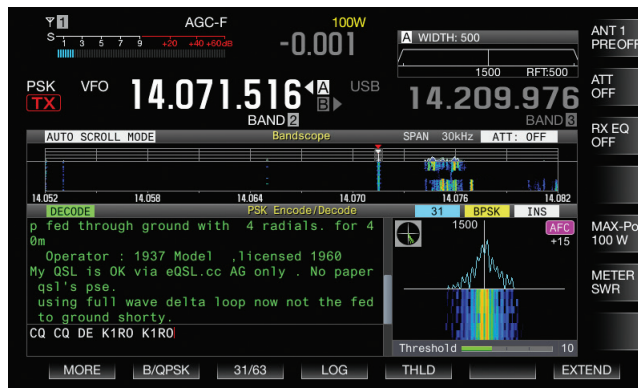 1 AGC-F 100W
S 1 3 5 7 9 +20 +40 +60dB -0.001
A WIDTH: 500
1500 RFT:500
ANT 1
PREOFF
PSK VFO 14.071.516 A USB 14.209.976
TX B
BAND 2 BAND 3
ATT
OFF
AUTO SCROLL MODE Bandscope SPAN 30kHz ATT: OFF
RX EQ
OFF
14.052 14.058 14.064 14.070 14.076 14.082
DECODE PSK Encode/Decode 31 BPSK INS
p fed through ground with 4 radials. for 4
0m
Operator : 1937 Model ,licensed 1960
My QSL is OK via eQSL.cc AG only . No paper
qsl's pse.
using full wave delta loop now not the fed
to ground shorty.
CQ CQ DE K1RO K1RO
1500 AFC
+15
Threshold 10
MAX-Po
100 W
METER
SWR
MORE B/QPSK 31/63 LOG THLD EXTEND